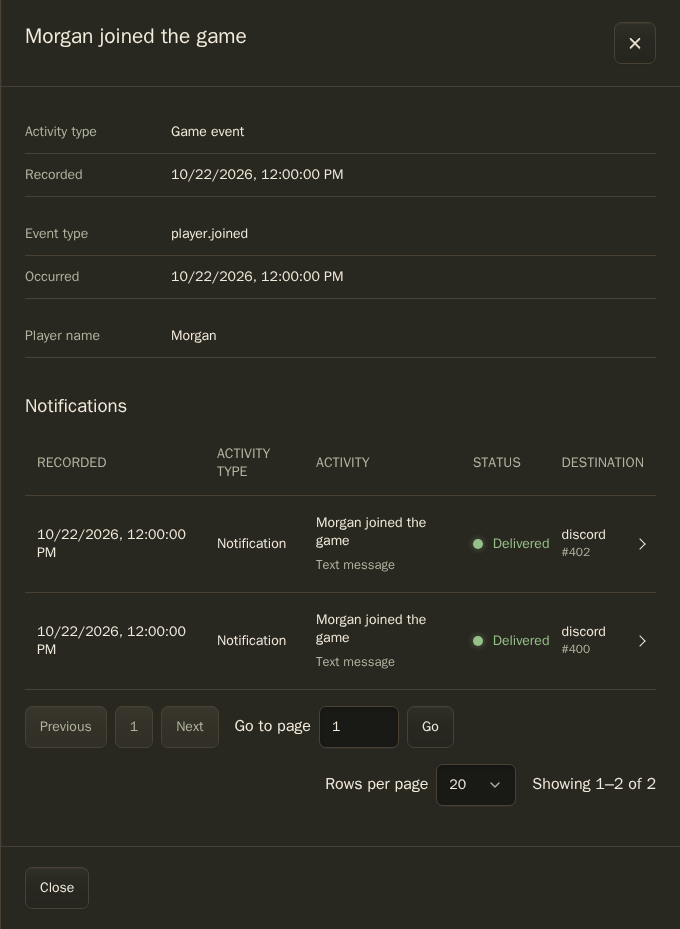 Morgan joined the game
Activity type
Game event
Recorded
10/22/2026, 12:00:00 PM
Event type
player.joined
Occurred
10/22/2026, 12:00:00 PM
Player name
Morgan
Notifications
RECORDED
ACTIVITY
TYPE
ACTIVITY
STATUS
DESTINATION
10/22/2026, 12:00:00
PM
Notification
Morgan joined the
game
Text message
Delivered
discord
#402
10/22/2026, 12:00:00
PM
Notification
Morgan joined the
game
Text message
Delivered
discord
#400
Previous
1
Next
Go to page
1
Go
Rows per page
20
Showing 1–2 of 2
Close